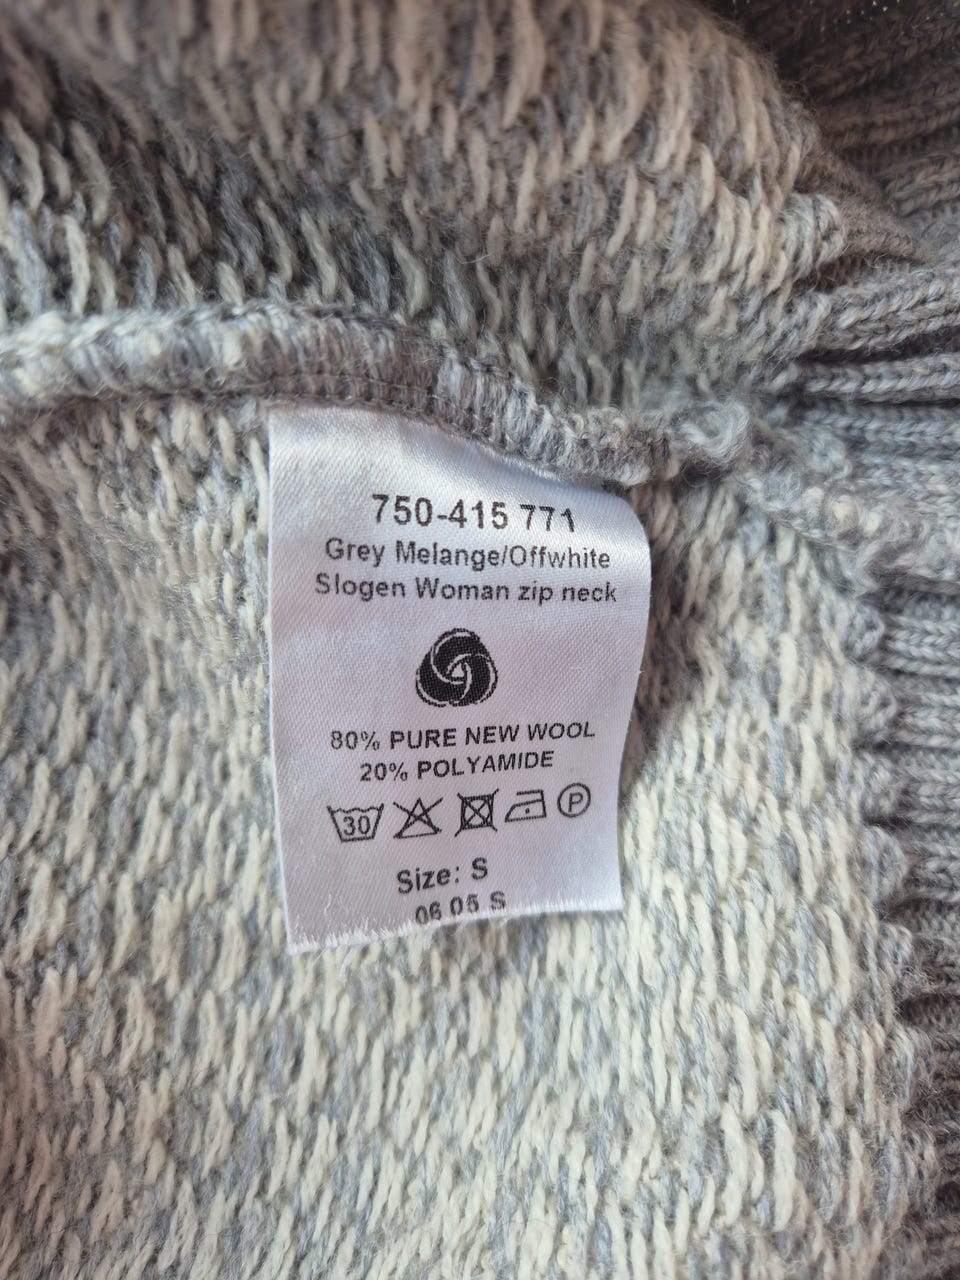 750-415 771
Grey Melange/Offwhite
Slogen Woman zip neck
80% PURE NEW WOOL
20% POLYAMIDE
30 P
Size: S
06 05 S